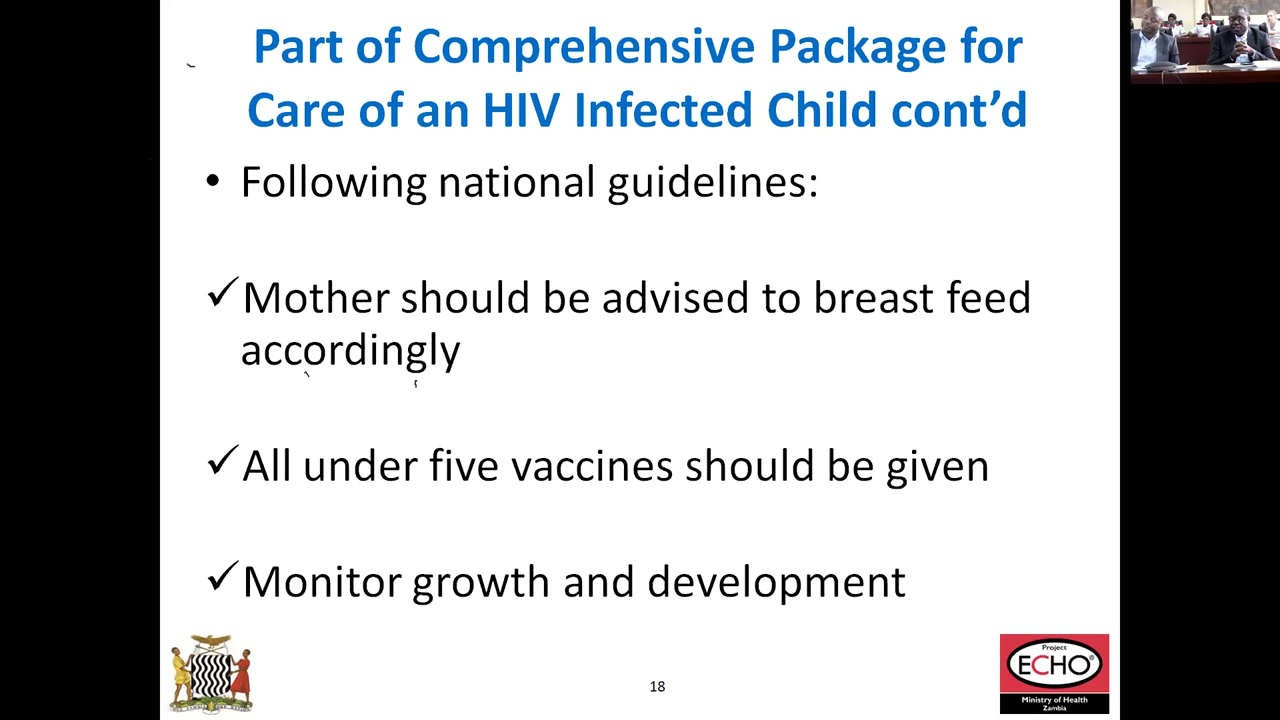 Part of Comprehensive Package for
Care of an HIV Infected Child cont’d
• Following national guidelines:
✓Mother should be advised to breast feed
accordingly
✓All under five vaccines should be given
✓Monitor growth and development
18
Project
ECHO®
Ministry of Health
Zambia